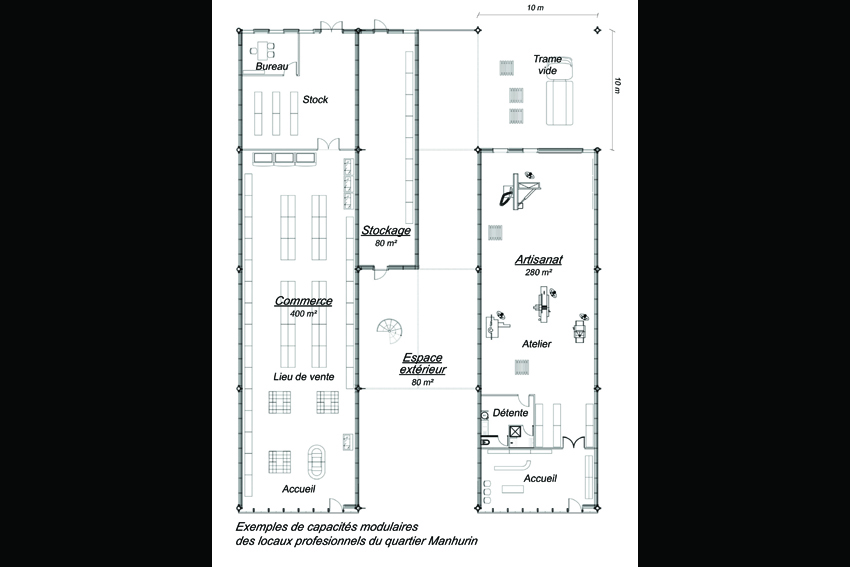 10 m
Bureau
Stock
Trame
vide
10 m
Stockage
80 m²
Artisanat
280 m²
Commerce
400 m²
Atelier
Espace
extérieur
80 m²
Lieu de vente
Détente
Accueil
Accueil
Exemples de capacités modulaires
des locaux profesionnels du quartier Manhurin